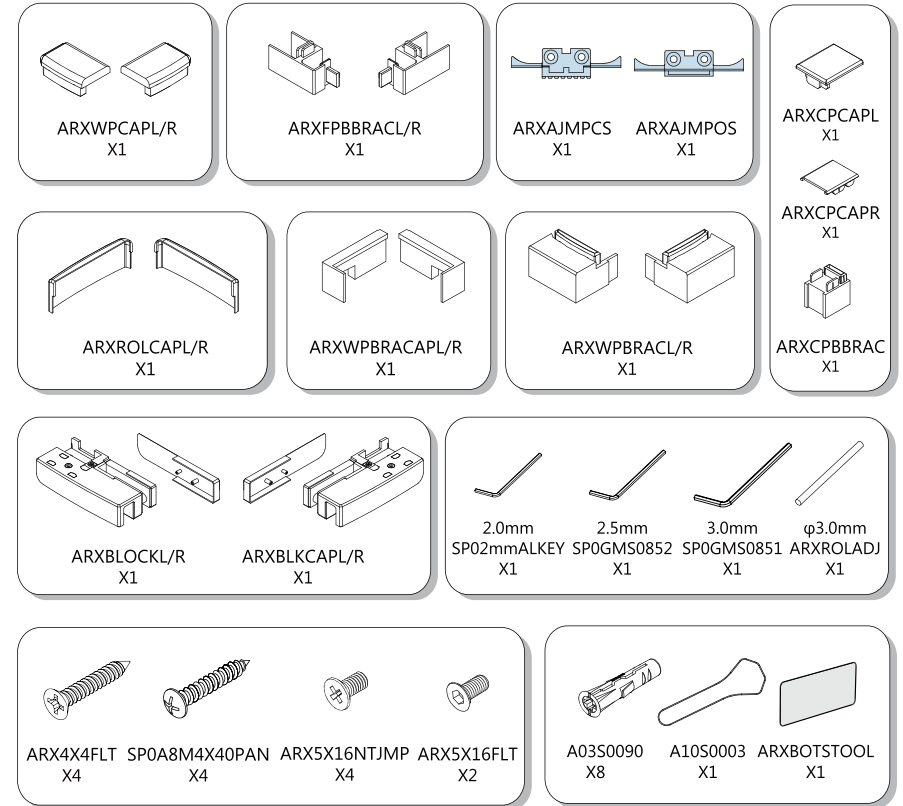 ARXWPCAPL/R
X1
ARXFPBBRACL/R
X1
ARXAJMPCS
X1
ARXAJMPOS
X1
ARXCPCAPL
X1
ARXCPCAPR
X1
ARXCPBBRAC
X1
ARXROLCAPL/R
X1
ARXWPBRACAPL/R
X1
ARXWPBRACL/R
X1
ARXBLOCKL/R
X1
ARXBLKCAPL/R
X1
2.0mm
SP02mmALKEY
X1
2.5mm
SP0GMS0852
X1
3.0mm
SP0GMS0851
X1
φ3.0mm
ARXROLADJ
X1
ARX4X4FLT
X4
SP0A8M4X40PAN
X4
ARX5X16NTJMP
X4
ARX5X16FLT
X2
A03S0090
X8
A10S0003
X1
ARXBOTSTOOL
X1